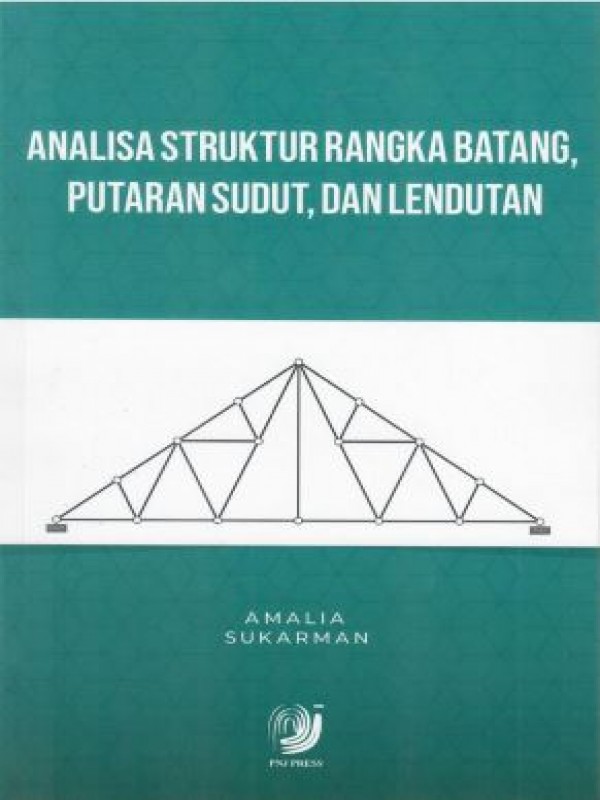 ANALISA STRUKTUR RANGKA BATANG,
PUTARAN SUDUT, DAN LENDUTAN
AMALIA
SUKARMAN
PNJ PRESS